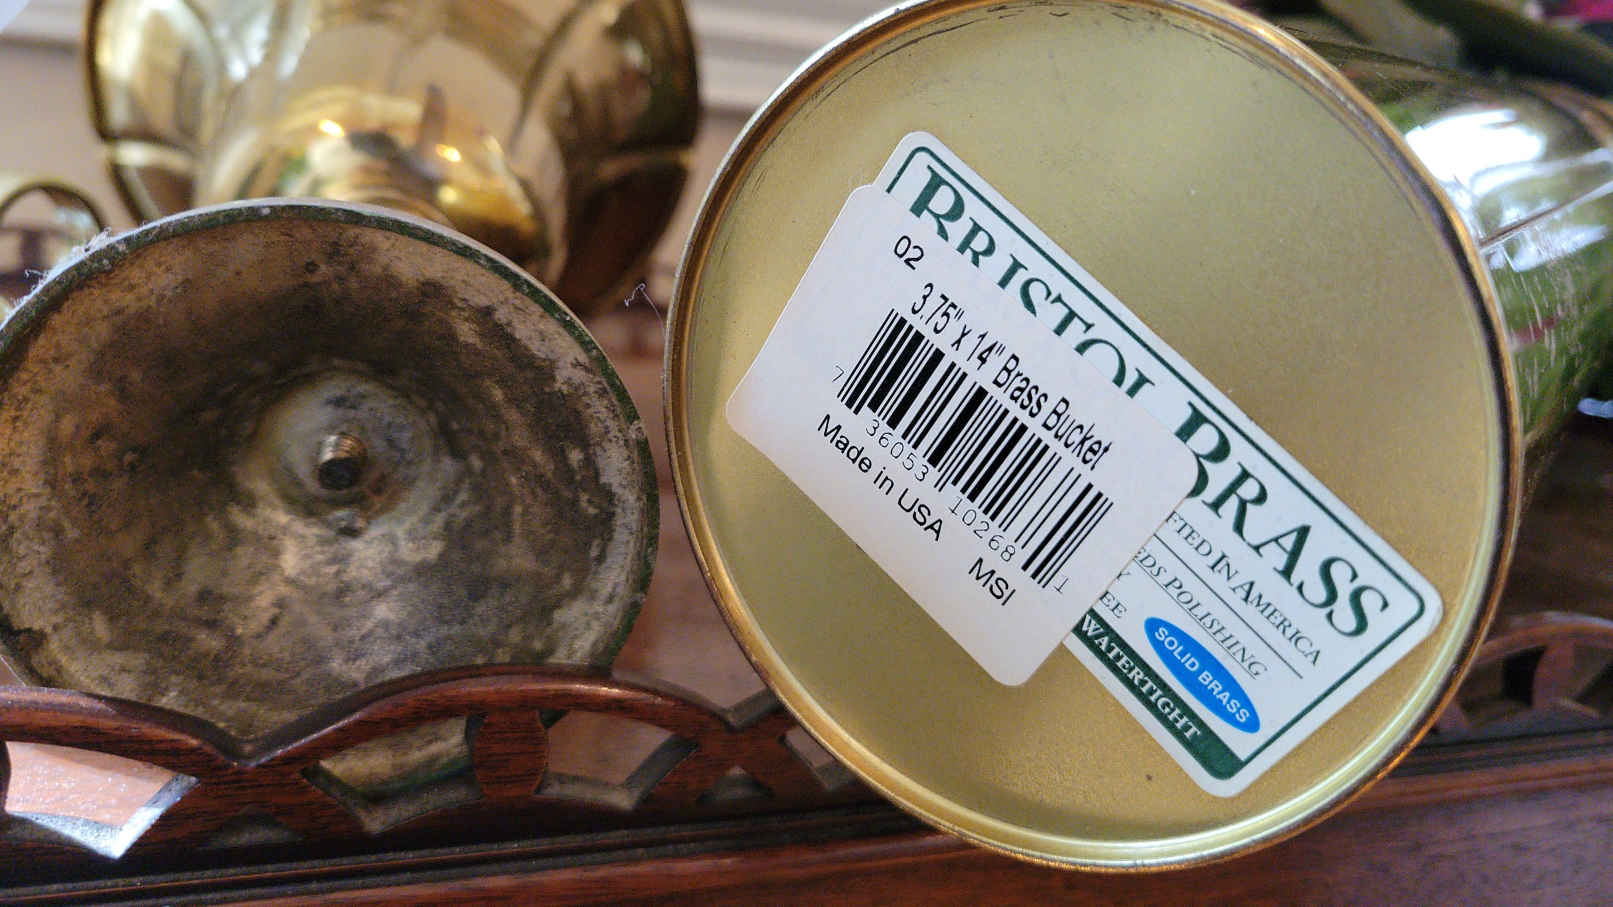 BRISTOL BRASS
02
3.75" x 14" Brass Bucket
7 36053 10268 1
Made in USA
MSI
FTED IN AMERICA
EDS POLISHING
Y
EE
SOLID BRASS
WATERTIGHT